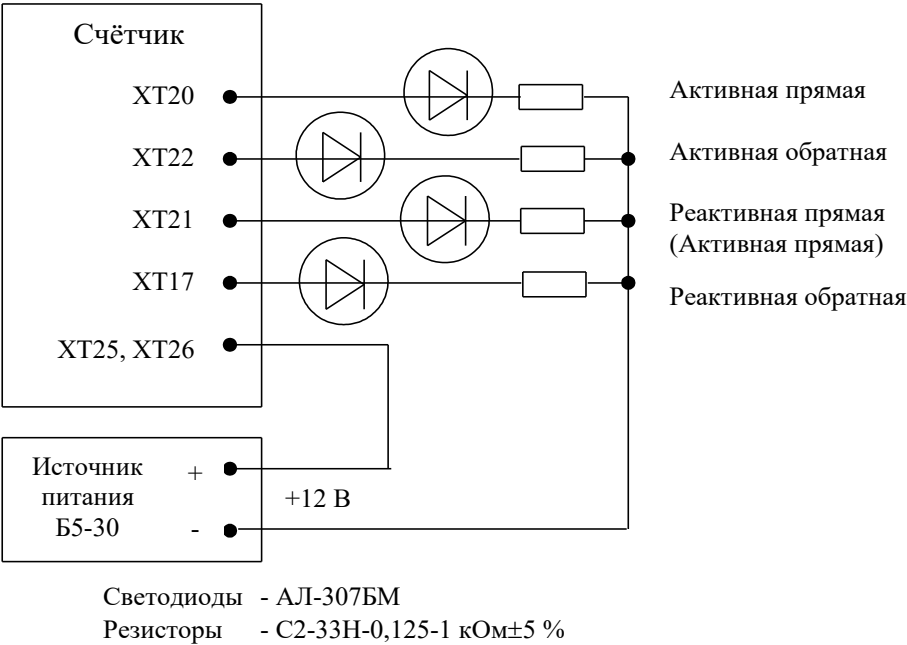 Счётчик
XT20
Активная прямая
XT22
Активная обратная
XT21
Реактивная прямая
(Активная прямая)
XT17
Реактивная обратная
XT25, XT26
Источник
питания
Б5-30
+
-
+12 В
Светодиоды - АЛ-307БМ
Резисторы - С2-33Н-0,125-1 кОм±5 %